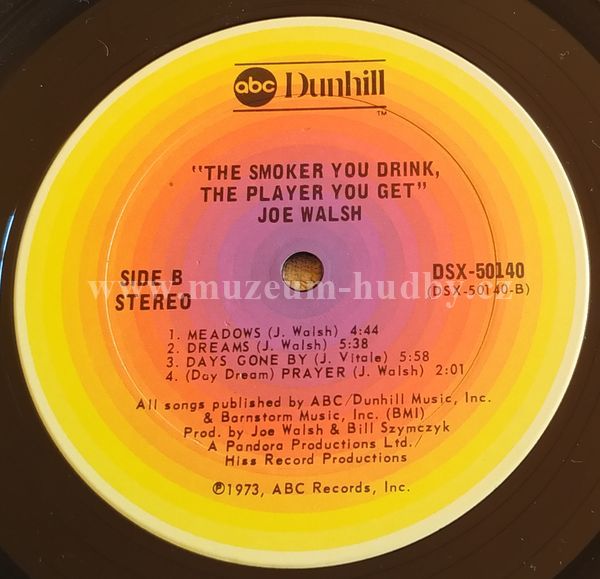 abc Dunhill
TM
"THE SMOKER YOU DRINK,
THE PLAYER YOU GET"
JOE WALSH
SIDE B
STEREO
DSX-50140
(DSX-50140-B)
www.muzeum-hudby.cz
1. MEADOWS (J. Walsh) 4:44
2. DREAMS (J. Walsh) 5:38
3. DAYS GONE BY (J. Vitale) 5:58
4. (Day Dream) PRAYER (J. Walsh) 2:01
All songs published by ABC/Dunhill Music, Inc.
& Barnstorm Music, Inc. (BMI)
Prod. by Joe Walsh & Bill Szymczyk
A Pandora Productions Ltd./
Hiss Record Productions
℗1973, ABC Records, Inc.